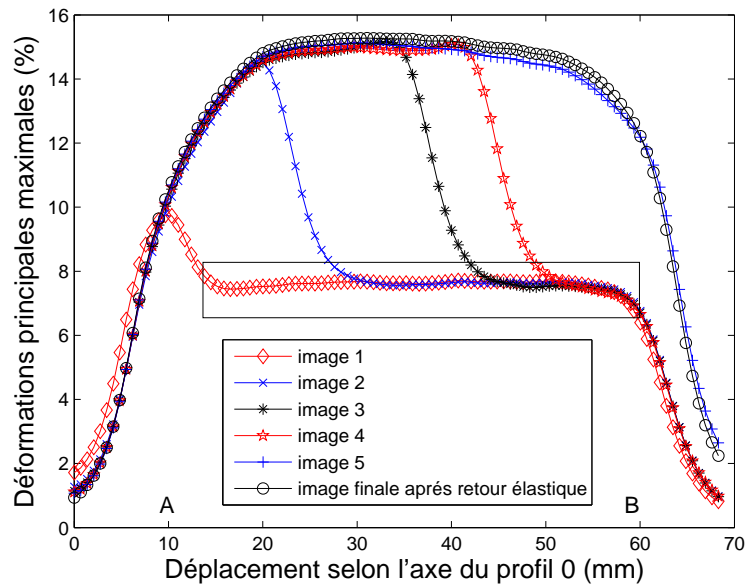 16
14
12
10
8
6
4
2
0
Déformations principales maximales (%)
image 1
image 2
image 3
image 4
image 5
image finale aprés retour élastique
A
B
0
10
20
30
40
50
60
70
Déplacement selon l'axe du profil 0 (mm)